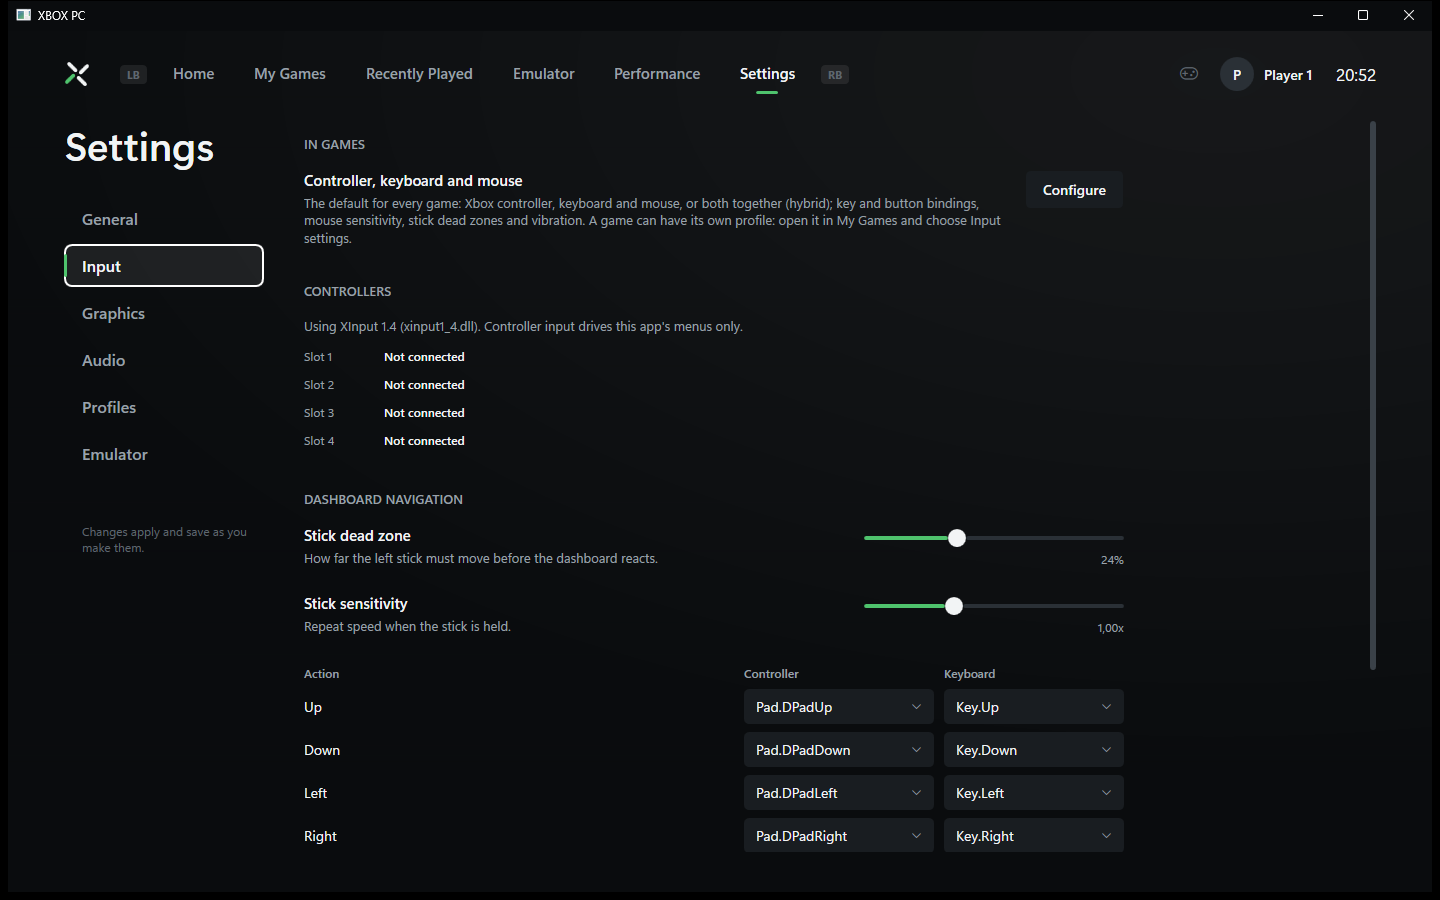 XBOX PC
LB
Home
My Games
Recently Played
Emulator
Performance
Settings
RB
P
Player 1
20:52
Settings
General
Input
Graphics
Audio
Profiles
Emulator
Changes apply and save as you
make them.
IN GAMES
Controller, keyboard and mouse
The default for every game: Xbox controller, keyboard and mouse, or both together (hybrid); key and button bindings,
mouse sensitivity, stick dead zones and vibration. A game can have its own profile: open it in My Games and choose Input
settings.
Configure
CONTROLLERS
Using XInput 1.4 (xinput1_4.dll). Controller input drives this app's menus only.
Slot 1 Not connected
Slot 2 Not connected
Slot 3 Not connected
Slot 4 Not connected
DASHBOARD NAVIGATION
Stick dead zone
How far the left stick must move before the dashboard reacts.
24%
Stick sensitivity
Repeat speed when the stick is held.
1,00x
Action Controller Keyboard
Up Pad.DPadUp Key.Up
Down Pad.DPadDown Key.Down
Left Pad.DPadLeft Key.Left
Right Pad.DPadRight Key.Right